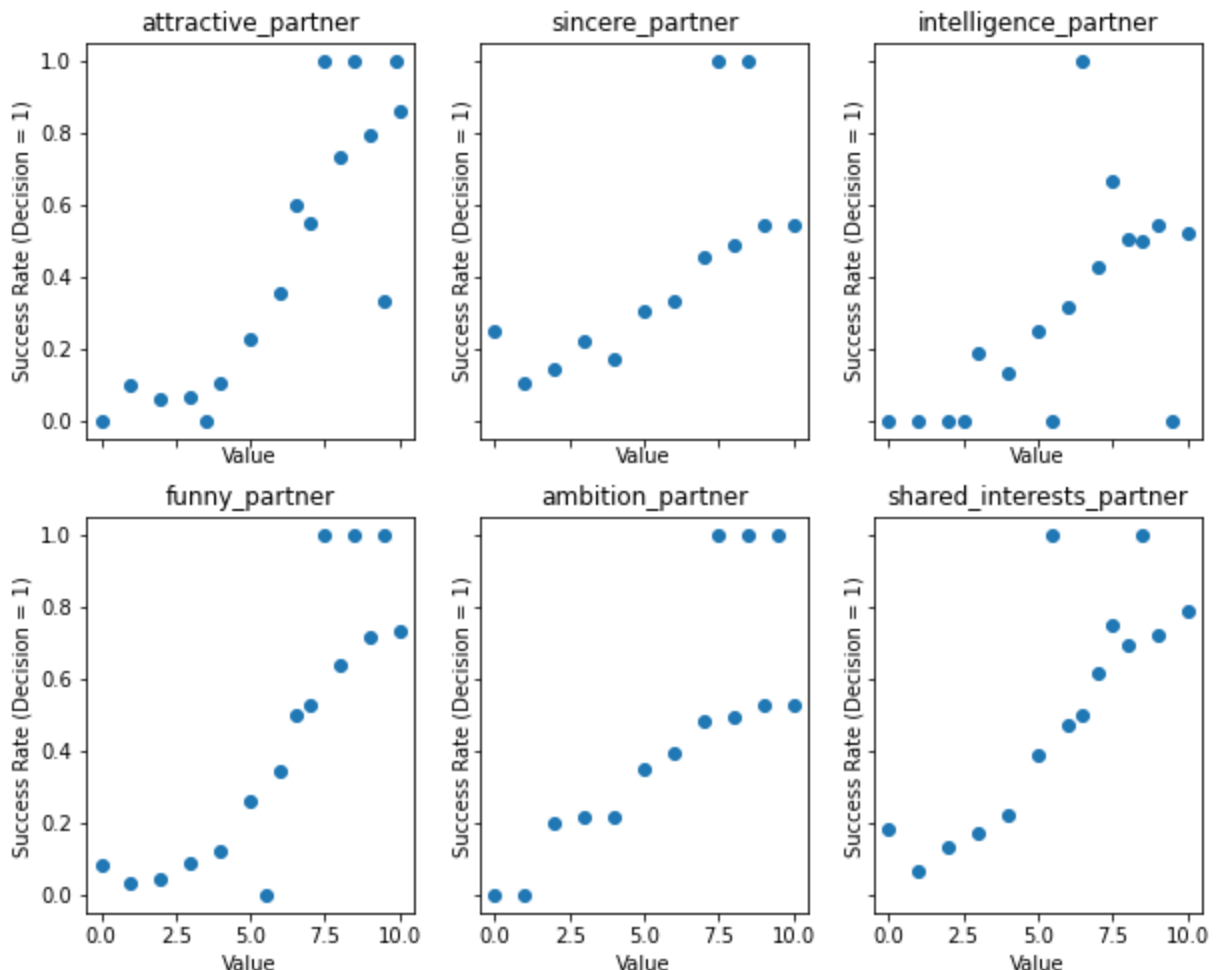 attractive_partner
sincere_partner
intelligence_partner
Success Rate (Decision = 1)
1.0
0.8
0.6
0.4
0.2
0.0
Value
Success Rate (Decision = 1)
Value
Success Rate (Decision = 1)
Value
funny_partner
ambition_partner
shared_interests_partner
Success Rate (Decision = 1)
1.0
0.8
0.6
0.4
0.2
0.0
0.0 2.5 5.0 7.5 10.0
Value
Success Rate (Decision = 1)
0.0 2.5 5.0 7.5 10.0
Value
Success Rate (Decision = 1)
0.0 2.5 5.0 7.5 10.0
Value